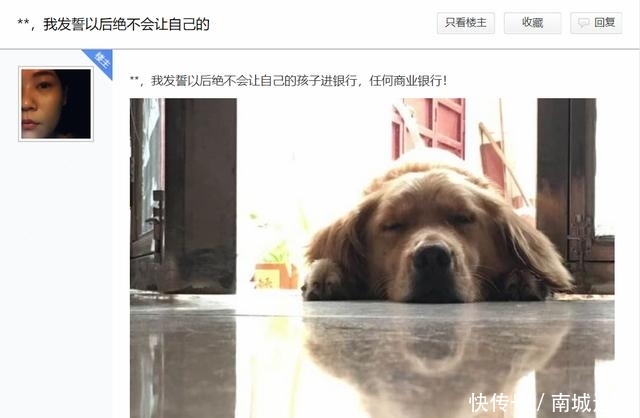 **，我发誓以后绝不会让自己的
只看楼主
收藏
回复
楼主
**，我发誓以后绝不会让自己的孩子进银行，任何商业银行！
快传号 / 南城